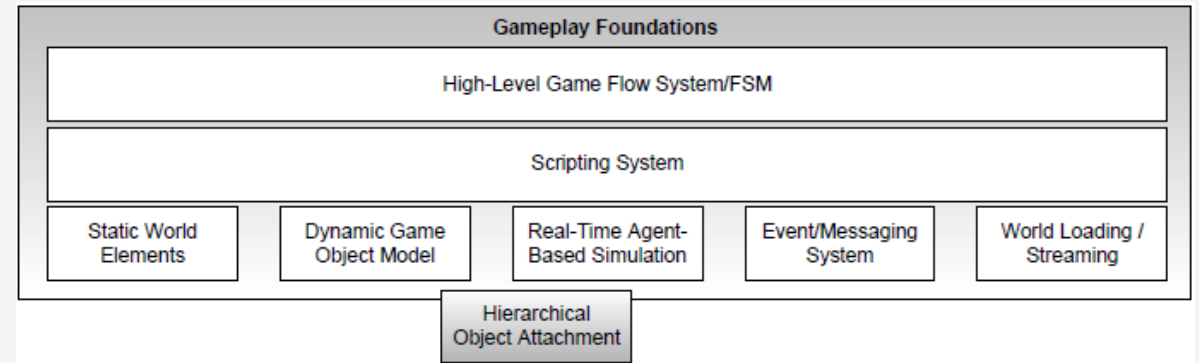 Gameplay Foundations
High-Level Game Flow System/FSM
Scripting System
Static World
Elements
Dynamic Game
Object Model
Real-Time Agent-
Based Simulation
Event/Messaging
System
World Loading /
Streaming
Hierarchical
Object Attachment